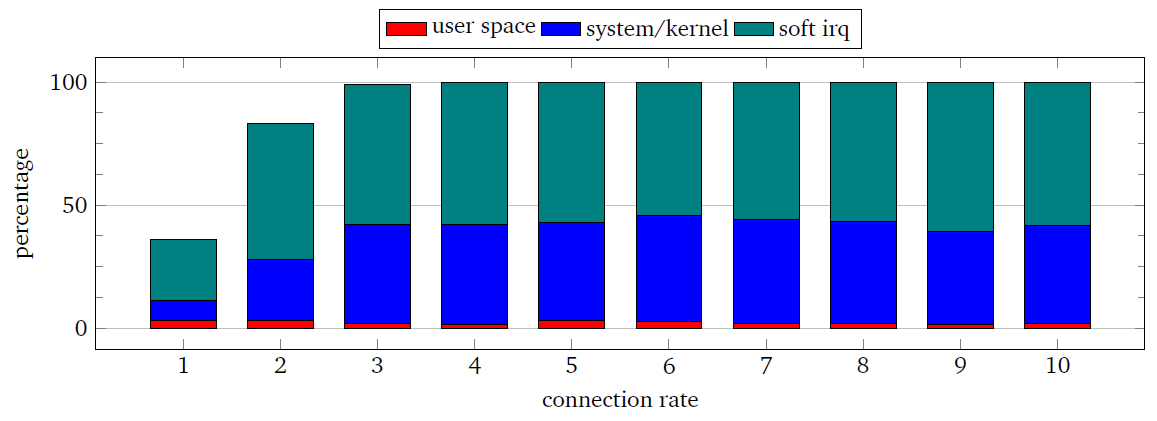 user space system/kernel soft irq
100
50
0
percentage
1 2 3 4 5 6 7 8 9 10
connection rate